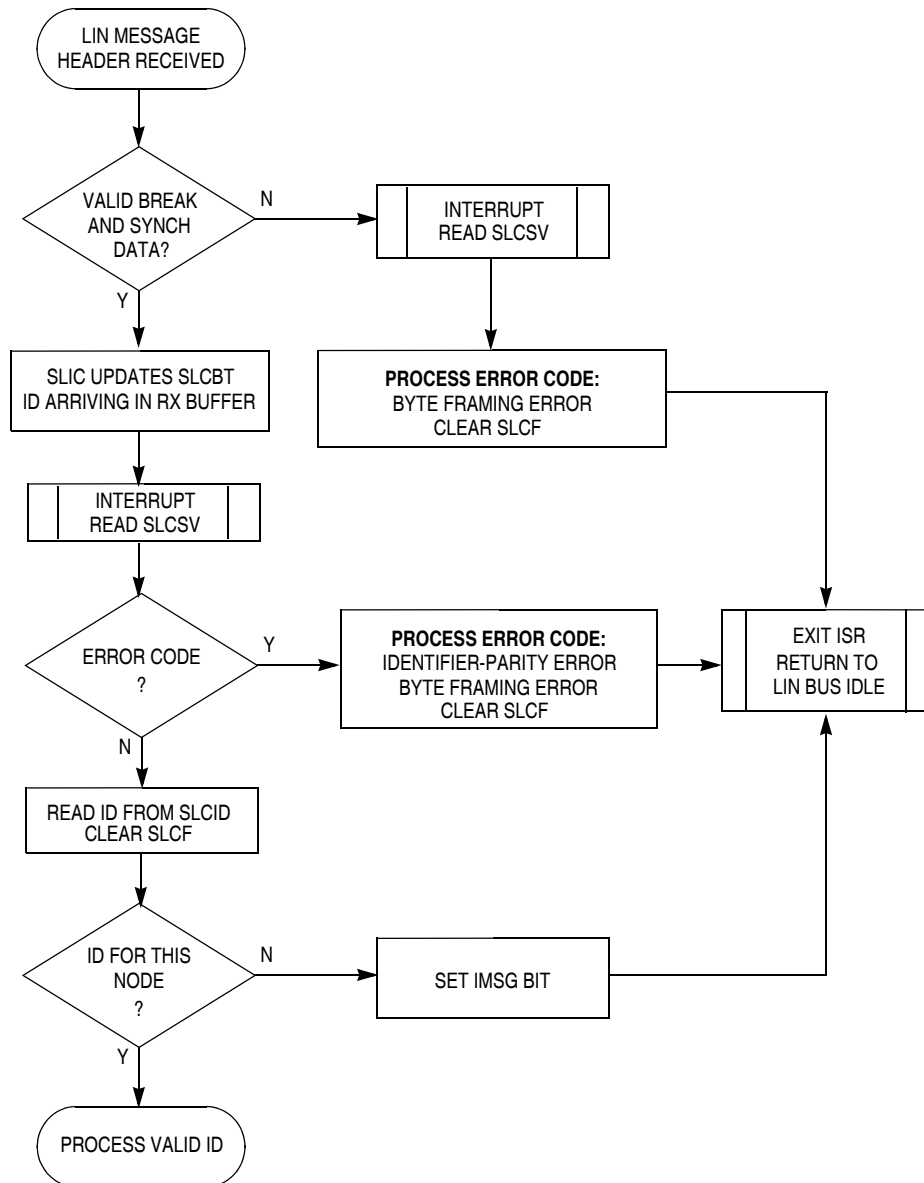 LIN MESSAGE
HEADER RECEIVED
VALID BREAK
AND SYNCH
DATA?
N
Y
INTERRUPT
READ SLCSV
SLIC UPDATES SLCBT
ID ARRIVING IN RX BUFFER
PROCESS ERROR CODE:
BYTE FRAMING ERROR
CLEAR SLCF
INTERRUPT
READ SLCSV
ERROR CODE
?
Y
N
PROCESS ERROR CODE:
IDENTIFIER-PARITY ERROR
BYTE FRAMING ERROR
CLEAR SLCF
EXIT ISR
RETURN TO
LIN BUS IDLE
READ ID FROM SLCID
CLEAR SLCF
ID FOR THIS
NODE
?
N
Y
SET IMSG BIT
PROCESS VALID ID